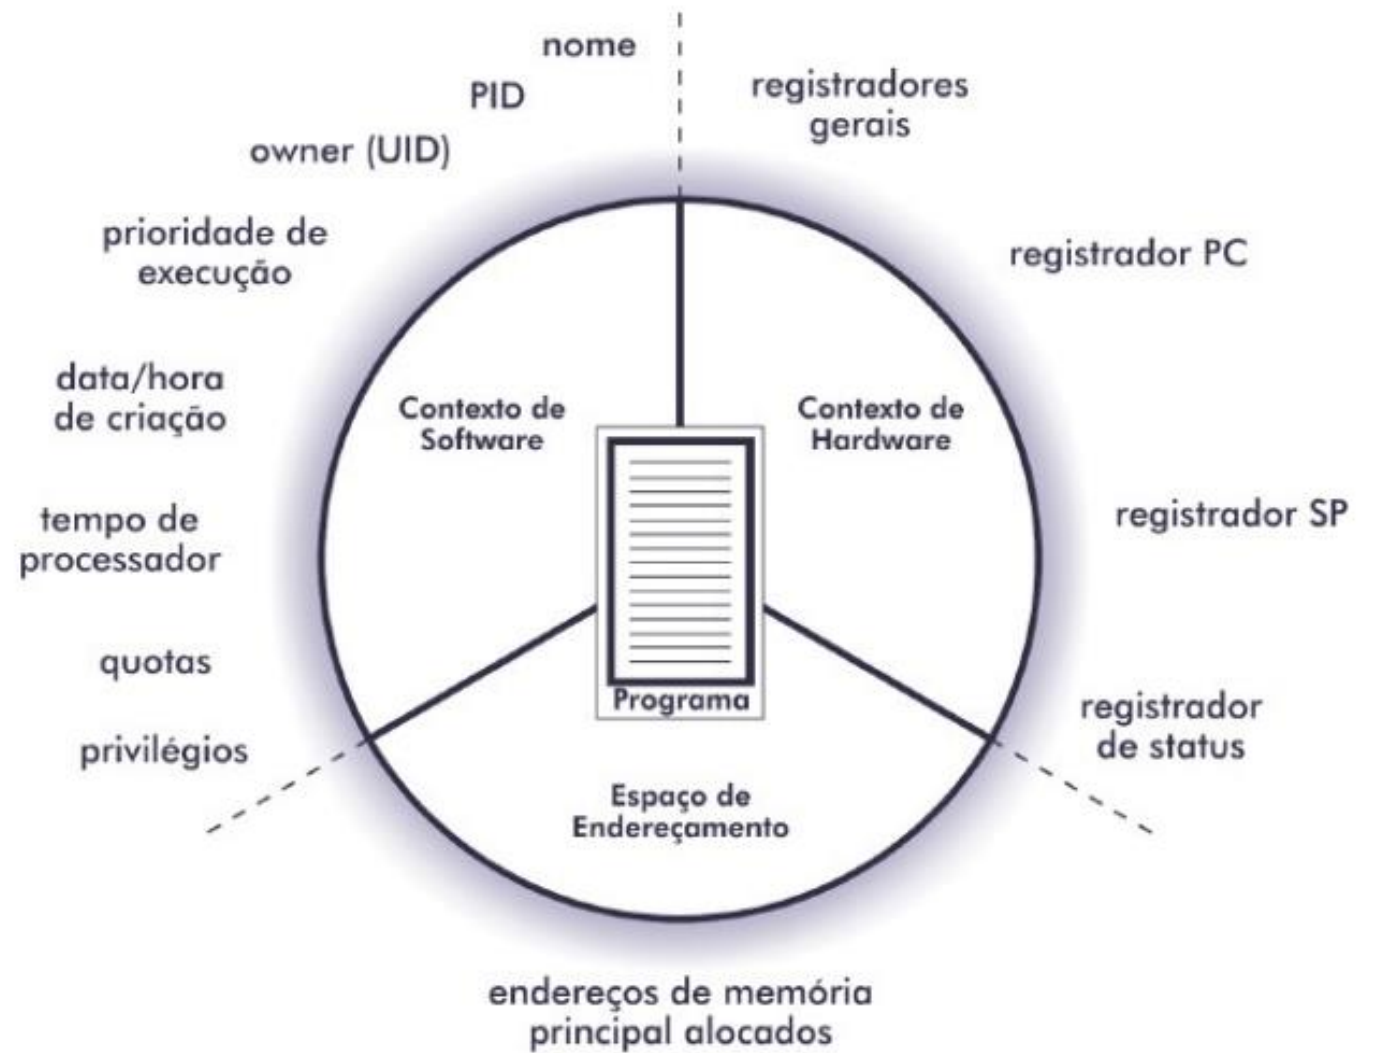 nome
PID
owner (UID)
prioridade de
execução
data/hora
de criação
tempo de
processador
quotas
privilégios
registradores
gerais
registrador PC
registrador SP
registrador
de status
Contexto de
Software
Contexto de
Hardware
Programa
Espaço de
Endereçamento
endereços de memória
principal alocados